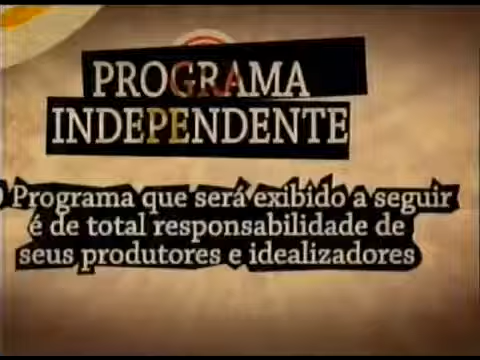 PROGRAMA
INDEPENDENTE
O Programa que será exibido a seguir
é de total responsabilidade de
seus produtores e idealizadores